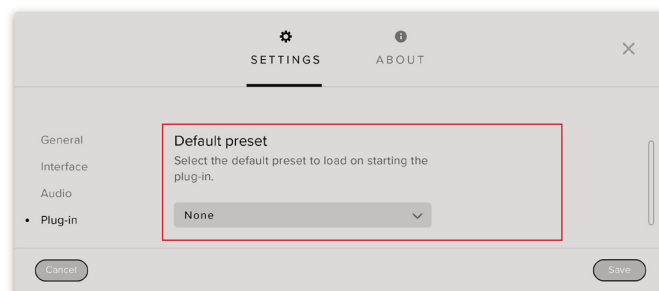 SETTINGS
ABOUT
General
Interface
Audio
Plug-in
Default preset
Select the default preset to load on starting the
plug-in.
None
Cancel
Save